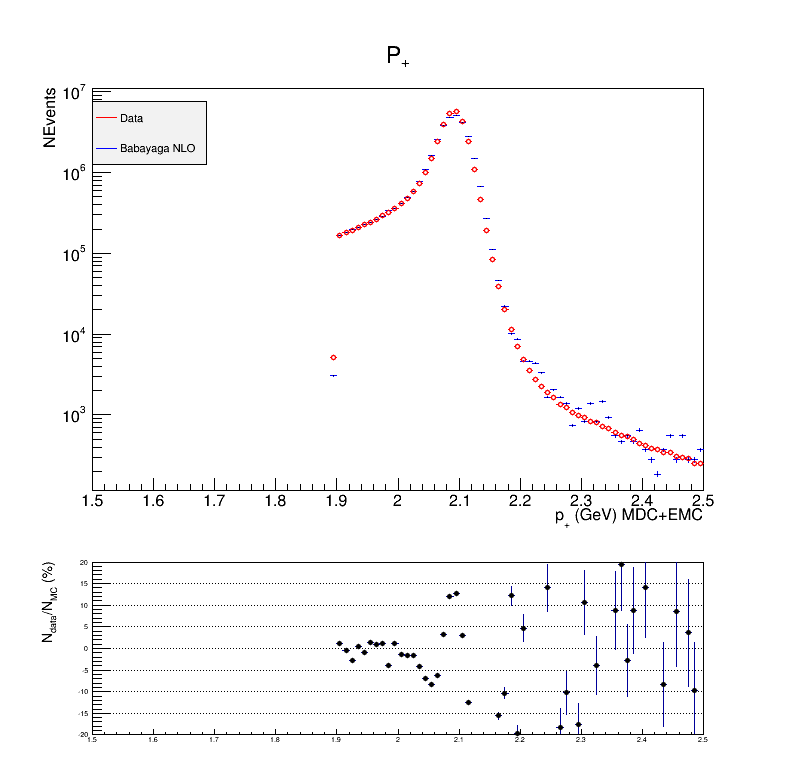 P+
NEvents
10^7
10^6
10^5
10^4
10^3
Data
Babayaga NLO
1.5 1.6 1.7 1.8 1.9 2 2.1 2.2 2.3 2.4 2.5
p+ (GeV) MDC+EMC
N_data/N_MC (%)
20
15
10
5
0
-5
-10
-15
-20
1.5 1.6 1.7 1.8 1.9 2 2.1 2.2 2.3 2.4 2.5